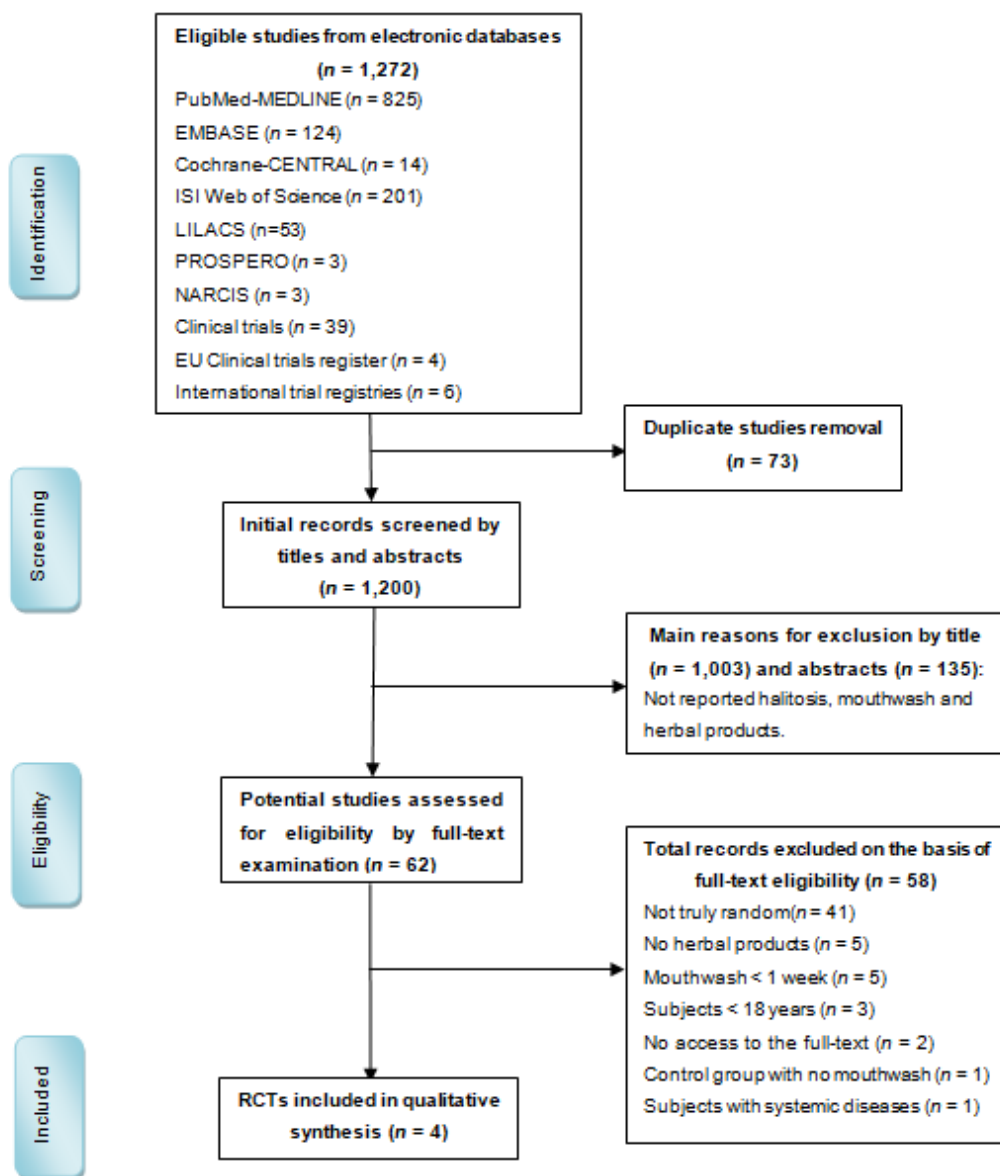 Eligible studies from electronic databases
(n = 1,272)
PubMed-MEDLINE (n = 825)
EMBASE (n = 124)
Cochrane-CENTRAL (n = 14)
ISI Web of Science (n = 201)
LILACS (n=53)
PROSPERO (n = 3)
NARCIS (n = 3)
Clinical trials (n = 39)
EU Clinical trials register (n = 4)
International trial registries (n = 6)
Identification
Duplicate studies removal
(n = 73)
Screening
Initial records screened by
titles and abstracts
(n = 1,200)
Main reasons for exclusion by title
(n = 1,003) and abstracts (n = 135):
Not reported halitosis, mouthwash and
herbal products.
Eligibility
Potential studies assessed
for eligibility by full-text
examination (n = 62)
Total records excluded on the basis of
full-text eligibility (n = 58)
Not truly random(n = 41)
No herbal products (n = 5)
Mouthwash < 1 week (n = 5)
Subjects < 18 years (n = 3)
No access to the full-text (n = 2)
Control group with no mouthwash (n = 1)
Subjects with systemic diseases (n = 1)
Included
RCTs included in qualitative
synthesis (n = 4)